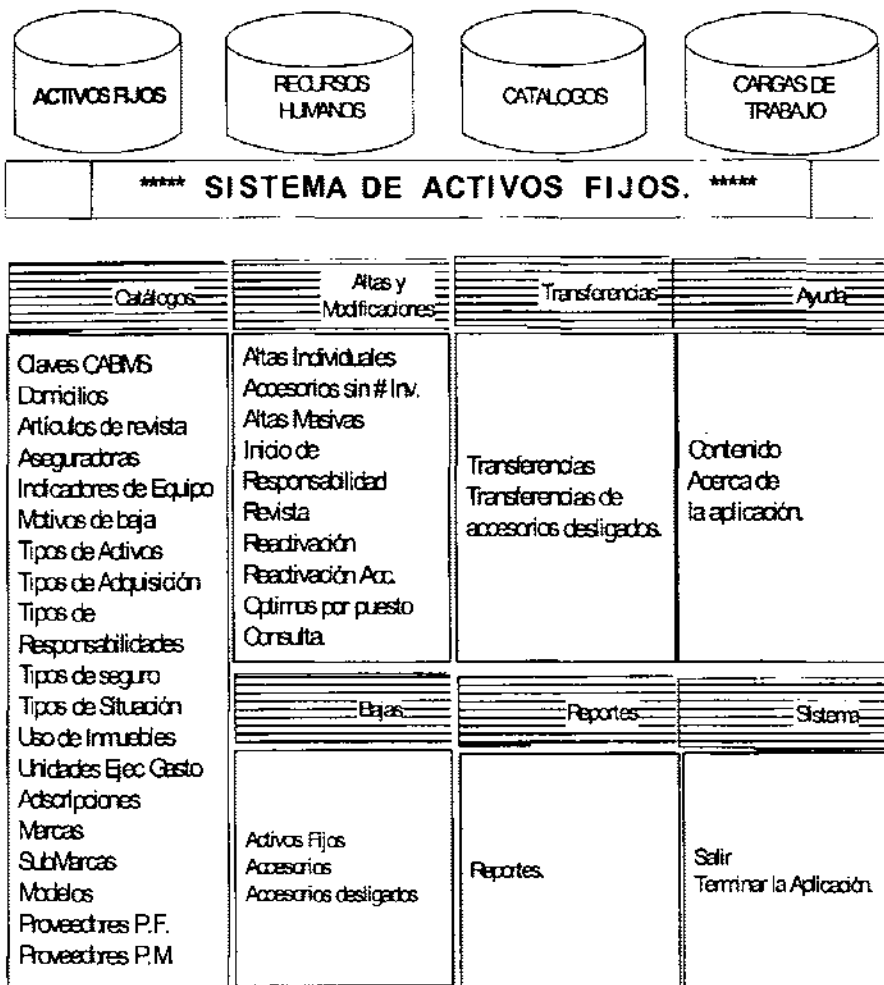 ACTIVOS FIJOS
RECURSOS
HUMANOS
CATALOGOS
CARGAS DE
TRABAJO
***** SISTEMA DE ACTIVOS FIJOS. *****
Catálogos
Claves CABMS
Domicilios
Artículos de revista
Aseguradoras
Indicadores de Equipo
Motivos de baja
Tipos de Activos
Tipos de Adquisición
Tipos de
Responsabilidades
Tipos de seguro
Tipos de Situación
Uso de Inmuebles
Unidades Ejec Gasto
Adscripciones
Marcas
SubMarcas
Modelos
Proveedores P.F.
Proveedores P.M.
Altas y
Modificaciones
Altas Individuales
Accesorios sin # Inv.
Altas Masivas
Inicio de
Responsabilidad
Revista
Reactivación
Reactivación Acc.
Optimos por puesto
Consulta
Transferencias
Transferencias
Transferencias de
accesorios desligados.
Ayuda
Contenido
Acerca de
la aplicación.
Bajas
Activos Fijos
Accesorios
Accesorios desligados
Reportes
Reportes.
Sistema
Salir
Terminar la Aplicación.